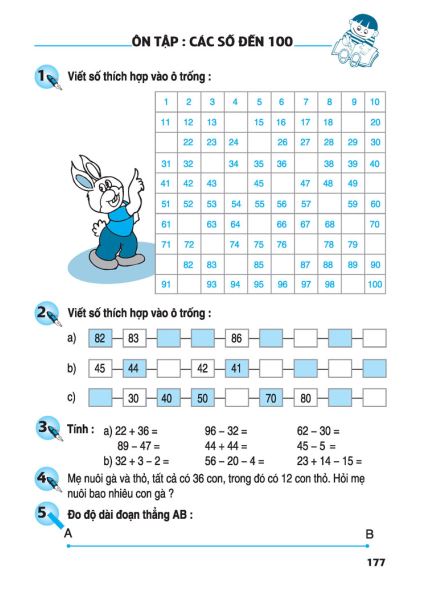 ÔN TẬP : CÁC SỐ ĐẾN 100
1 Viết số thích hợp vào ô trống :
1 2 3 4 5 6 7 8 9 10
11 12 13 15 16 17 18 20
22 23 24 26 27 28 29 30
31 32 34 35 36 38 39 40
41 42 43 45 47 48 49
51 52 53 54 55 56 57 59 60
61 63 64 66 67 68 70
71 72 74 75 76 78 79
82 83 85 87 88 89 90
91 93 94 95 96 97 98 100
2 Viết số thích hợp vào ô trống :
a) 82 83 86
b) 45 44 42 41
c) 30 40 50 70 80
3 Tính : a) 22 + 36 = 96 – 32 = 62 – 30 =
89 – 47 = 44 + 44 = 45 – 5 =
b) 32 + 3 – 2 = 56 – 20 – 4 = 23 + 14 – 15 =
4 Mẹ nuôi gà và thỏ, tất cả có 36 con, trong đó có 12 con thỏ. Hỏi mẹ
nuôi bao nhiêu con gà ?
5 Đo độ dài đoạn thẳng AB :
A B
177